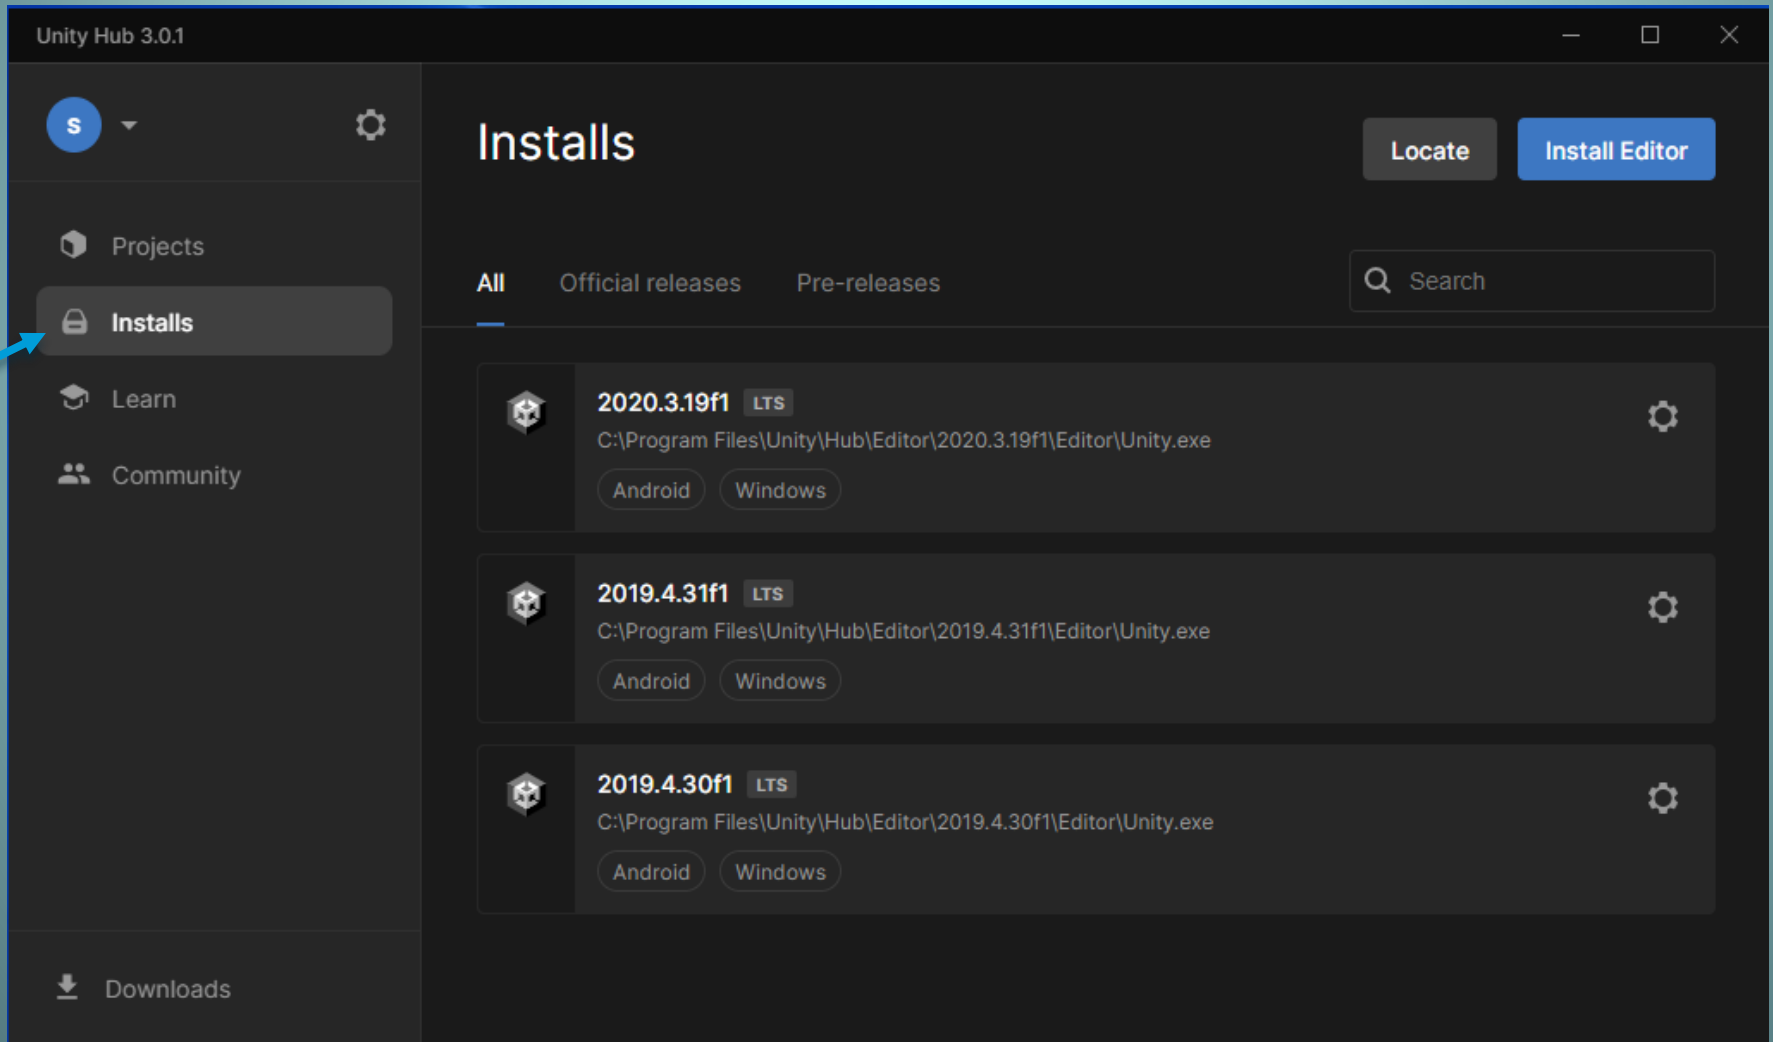 Unity Hub 3.0.1
S
Projects
Installs
Learn
Community
Downloads
Installs
Locate
Install Editor
All
Official releases
Pre-releases
Search
2020.3.19f1 LTS
C:\Program Files\Unity\Hub\Editor\2020.3.19f1\Editor\Unity.exe
Android Windows
2019.4.31f1 LTS
C:\Program Files\Unity\Hub\Editor\2019.4.31f1\Editor\Unity.exe
Android Windows
2019.4.30f1 LTS
C:\Program Files\Unity\Hub\Editor\2019.4.30f1\Editor\Unity.exe
Android Windows